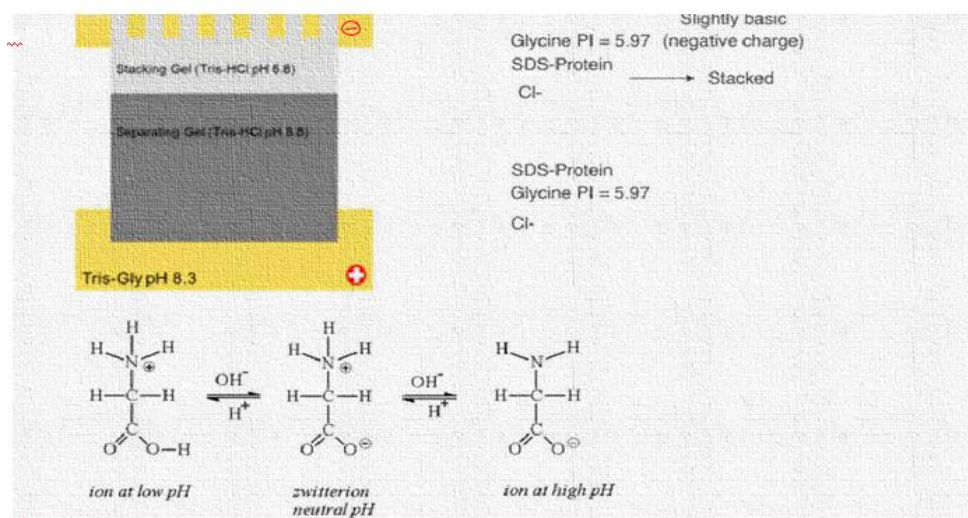 Slightly basic
Glycine PI = 5.97 (negative charge)
SDS-Protein
Stacked
Cl-
Stacking Gel (Tris-HCl pH 6.8)
Separating Gel (Tris-HCl pH 8.8)
SDS-Protein
Glycine PI = 5.97
Cl-
Tris-Gly pH 8.3
H
H H
N ⊕
H C H
C
O O H
OH⁻
H⁺
H
H H
N ⊕
H C H
C
O O ⊖
OH⁻
H⁺
H N H
H C H
C
O O ⊖
ion at low pH
zwitterion
neutral pH
ion at high pH